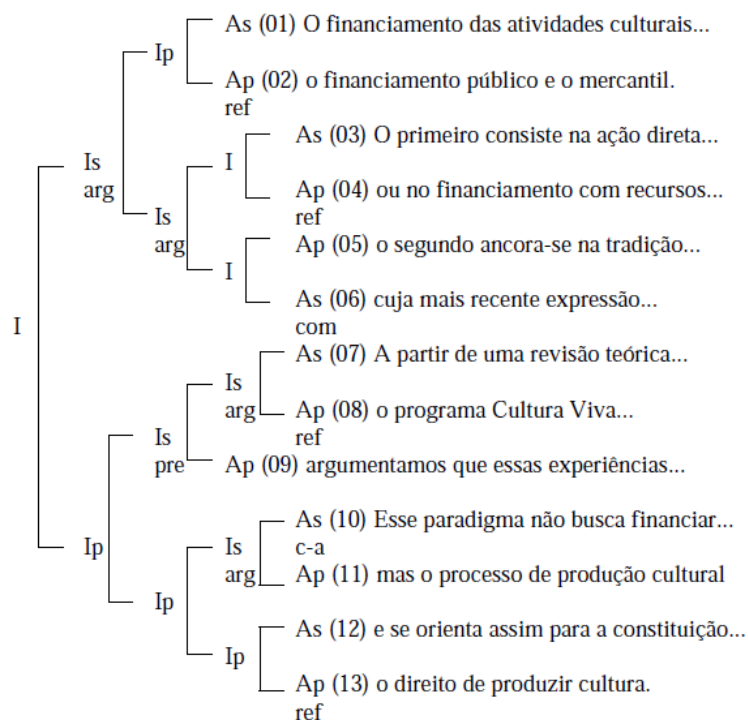 As (01) O financiamento das atividades culturais...
Ip
Ap (02) o financiamento público e o mercantil.
ref
As (03) O primeiro consiste na ação direta...
Is
arg
I
Ap (04) ou no financiamento com recursos...
ref
Is
arg
Ap (05) o segundo ancora-se na tradição...
I
As (06) cuja mais recente expressão...
com
I
As (07) A partir de uma revisão teórica...
Is
arg
Ap (08) o programa Cultura Viva...
ref
Is
pre
Ap (09) argumentamos que essas experiências...
As (10) Esse paradigma não busca financiar...
c-a
Ip
Is
arg
Ap (11) mas o processo de produção cultural
Ip
As (12) e se orienta assim para a constituição...
Ip
Ap (13) o direito de produzir cultura.
ref